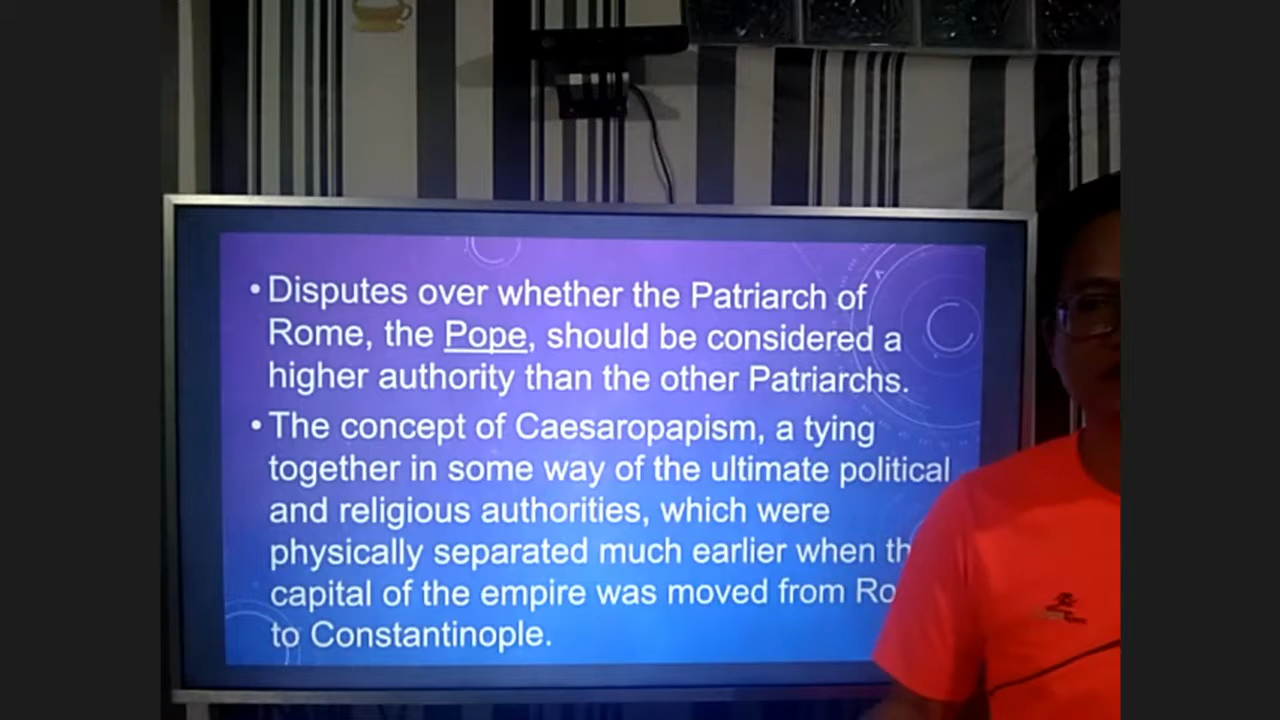 • Disputes over whether the Patriarch of
Rome, the Pope, should be considered a
higher authority than the other Patriarchs.
• The concept of Caesaropapism, a tying
together in some way of the ultimate political
and religious authorities, which were
physically separated much earlier when
capital of the empire was moved from
to Constantinople.